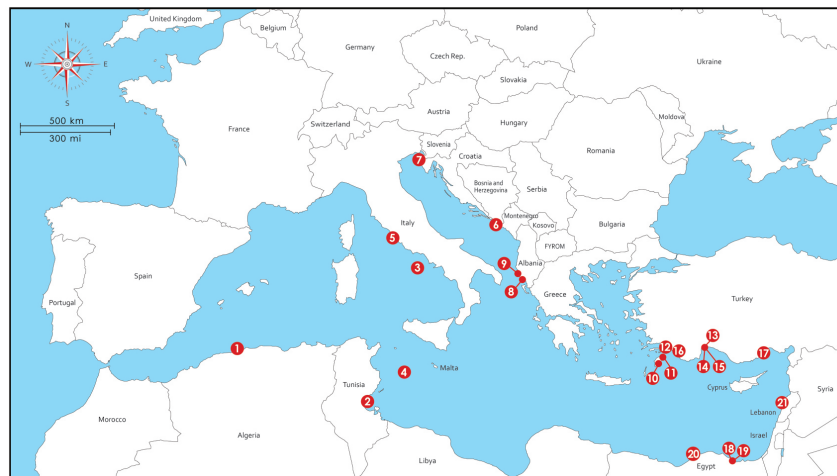 United Kingdom
Belgium
Poland
Germany
Ukraine
Czech Rep.
Slovakia
N
W
E
S
500 km
300 mi
Austria
Hungary
Moldova
France
Switzerland
Slovenia
Croatia
Romania
7
Bosnia and
Herzegovina
Serbia
Montenegro
Kosovo
Bulgaria
6
Italy
5
FYROM
Albania
9
3
8
Spain
Portugal
Greece
Turkey
1
12
16
13
17
4
Malta
10
11
14
15
Tunisia
2
Cyprus
Syria
21
Lebanon
Morocco
Algeria
Libya
Israel
18
19
20
Egypt